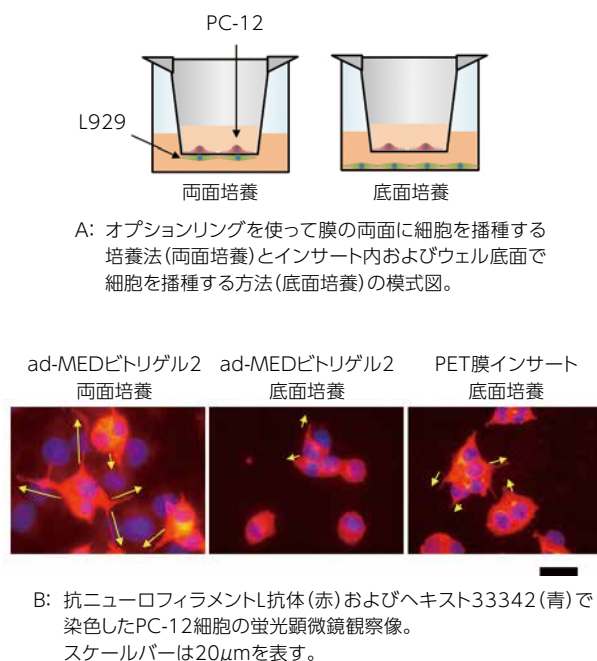 PC-12
L929
両面培養
底面培養
A: オプションリングを使って膜の両面に細胞を播種する
培養法（両面培養）とインサート内およびウェル底面で
細胞を播種する方法（底面培養）の模式図。
ad-MEDビトリゲル2
両面培養
ad-MEDビトリゲル2
底面培養
PET膜インサート
底面培養
B: 抗ニューロフィラメントL抗体（赤）およびヘキスト33342（青）で
染色したPC-12細胞の蛍光顕微鏡観察像。
スケールバーは20μmを表す。